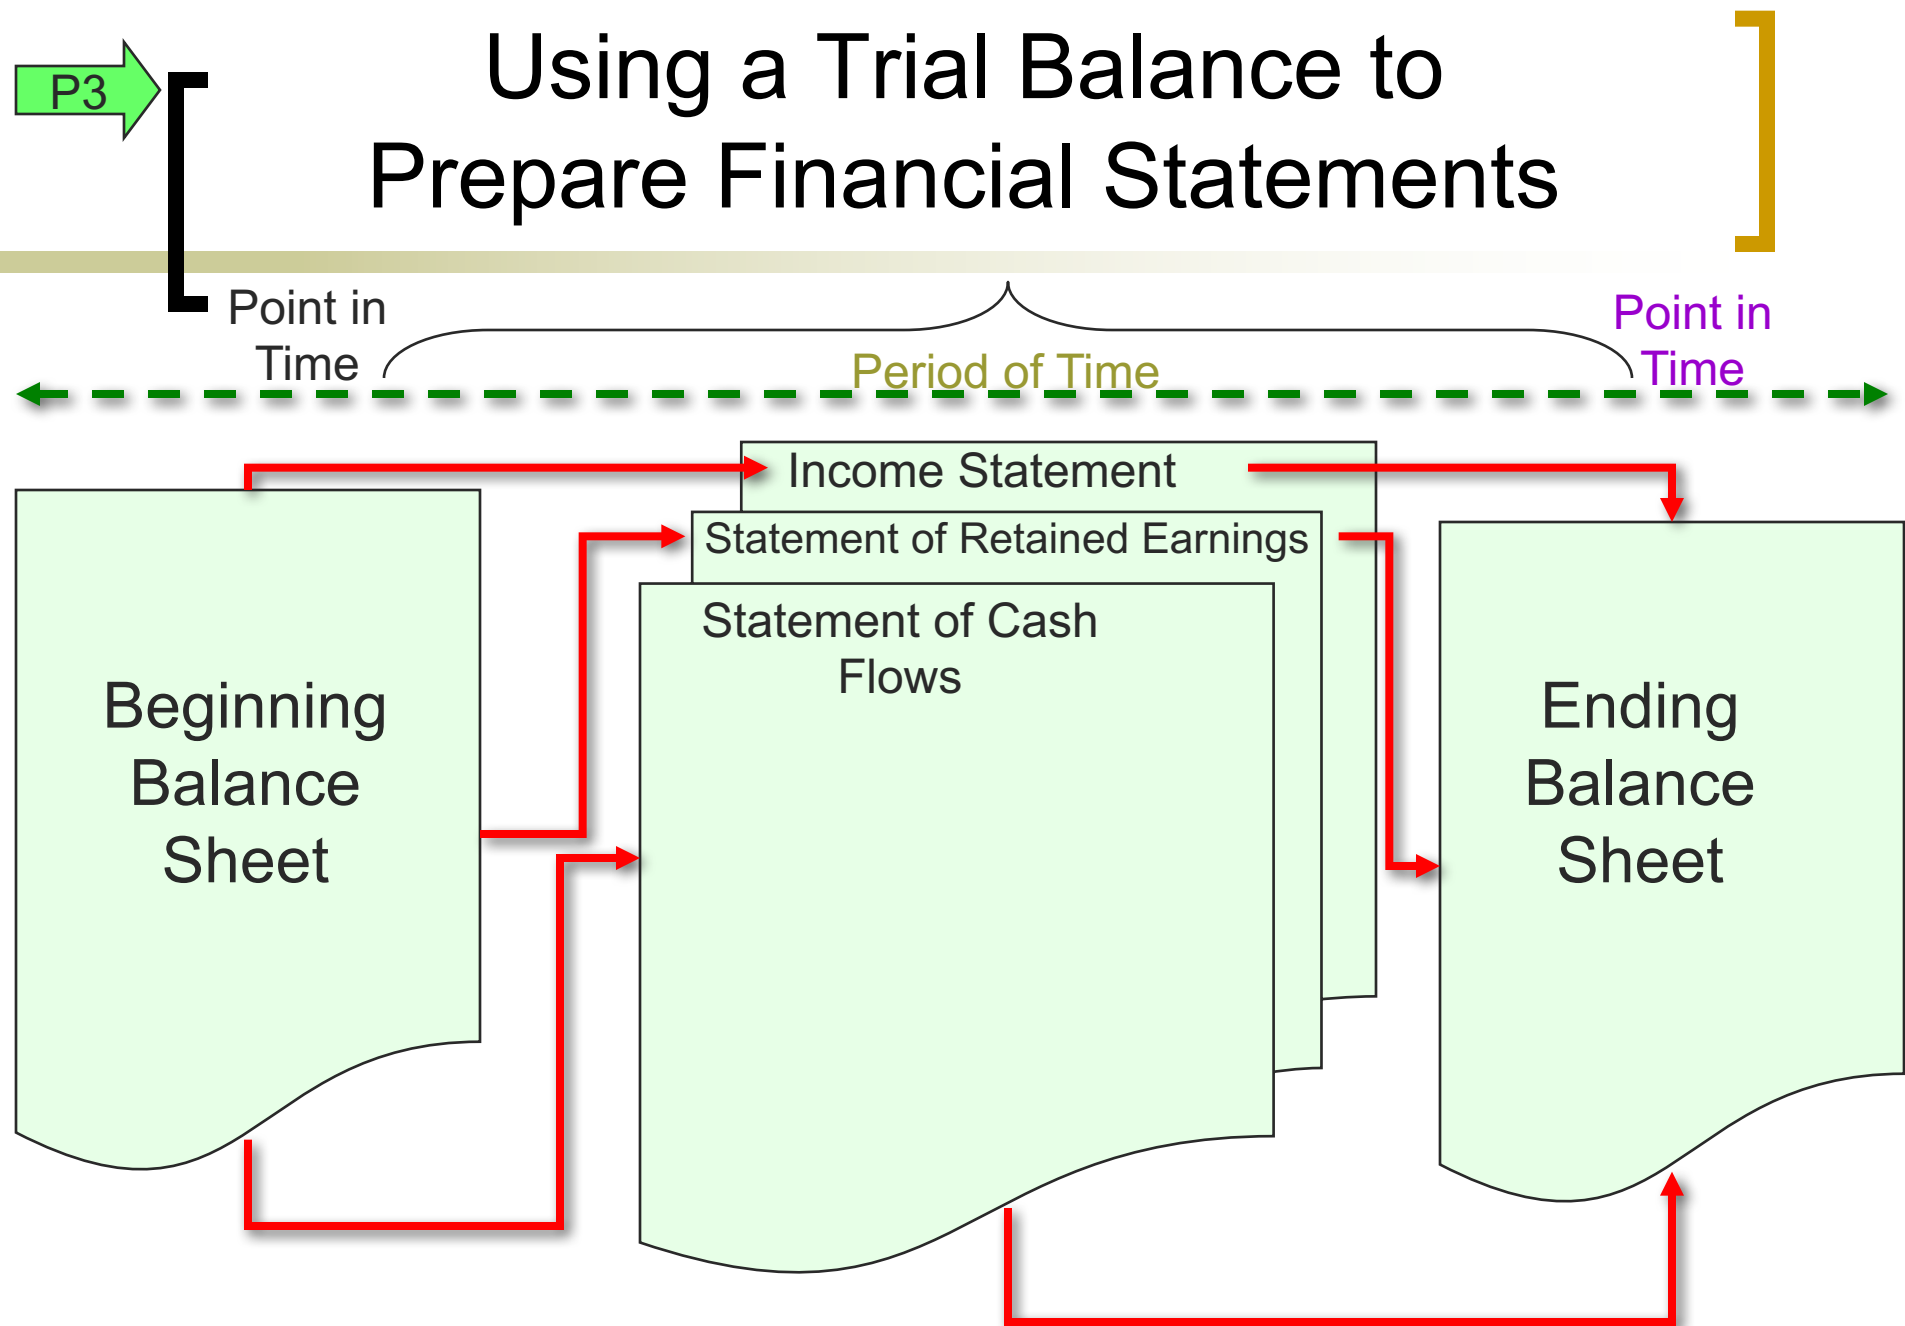 P3
Using a Trial Balance to
Prepare Financial Statements
Point in
Time
Period of Time
Point in
Time
Income Statement
Statement of Retained Earnings
Statement of Cash
Flows
Beginning
Balance
Sheet
Ending
Balance
Sheet